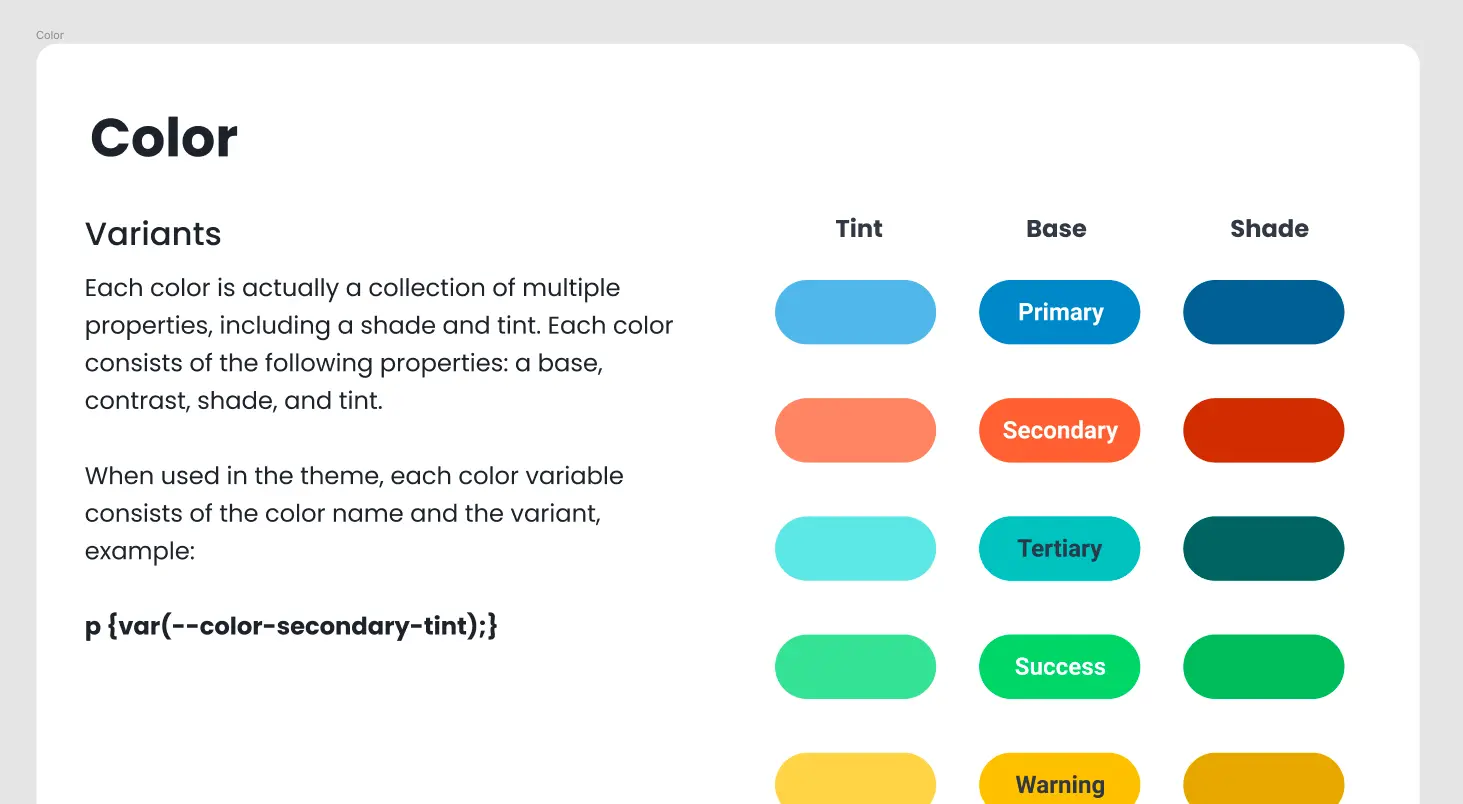 Color
Color
Variants
Each color is actually a collection of multiple
properties, including a shade and tint. Each color
consists of the following properties: a base,
contrast, shade, and tint.
When used in the theme, each color variable
consists of the color name and the variant,
example:
p {var(--color-secondary-tint);}
Tint Base Shade
Primary
Secondary
Tertiary
Success
Warning